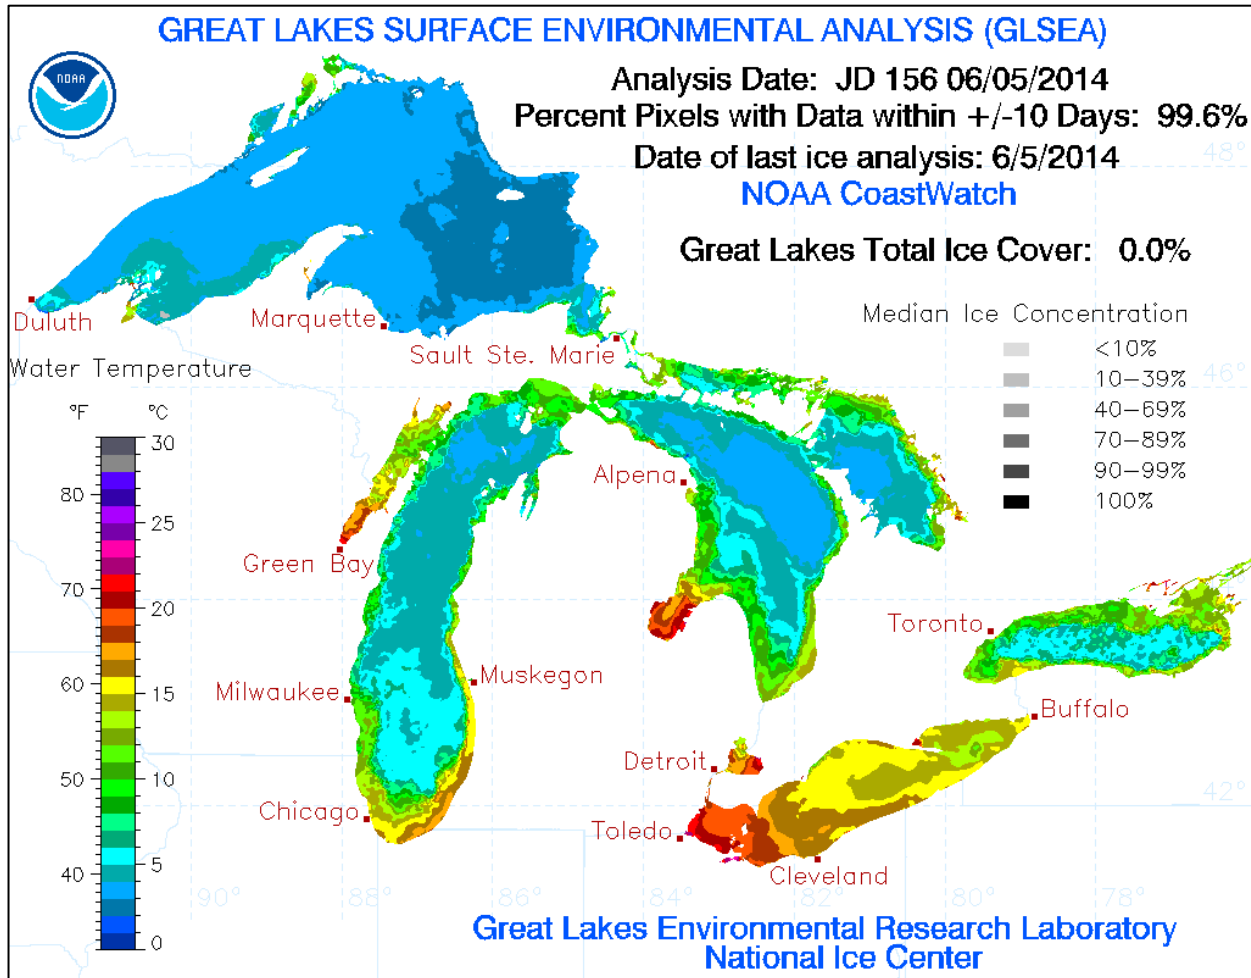 GREAT LAKES SURFACE ENVIRONMENTAL ANALYSIS (GLSEA)
NOAA
Analysis Date: JD 156 06/05/2014
Percent Pixels with Data within +/-10 Days: 99.6%
Date of last ice analysis: 6/5/2014
NOAA CoastWatch
48°
Great Lakes Total Ice Cover: 0.0%
Median Ice Concentration
<10%
10-39%
40-69%
70-89%
90-99%
100%
Duluth
Marquette
Sault Ste. Marie
46°
Water Temperature
°F °C
30
80
25
70
20
60
15
50
10
5
40
0
Alpena
Green Bay
Toronto
Milwaukee
Muskegon
Buffalo
Detroit
Chicago
Toledo
Cleveland
42°
90° 88° 86° 84° 82° 80° 78°
Great Lakes Environmental Research Laboratory
National Ice Center